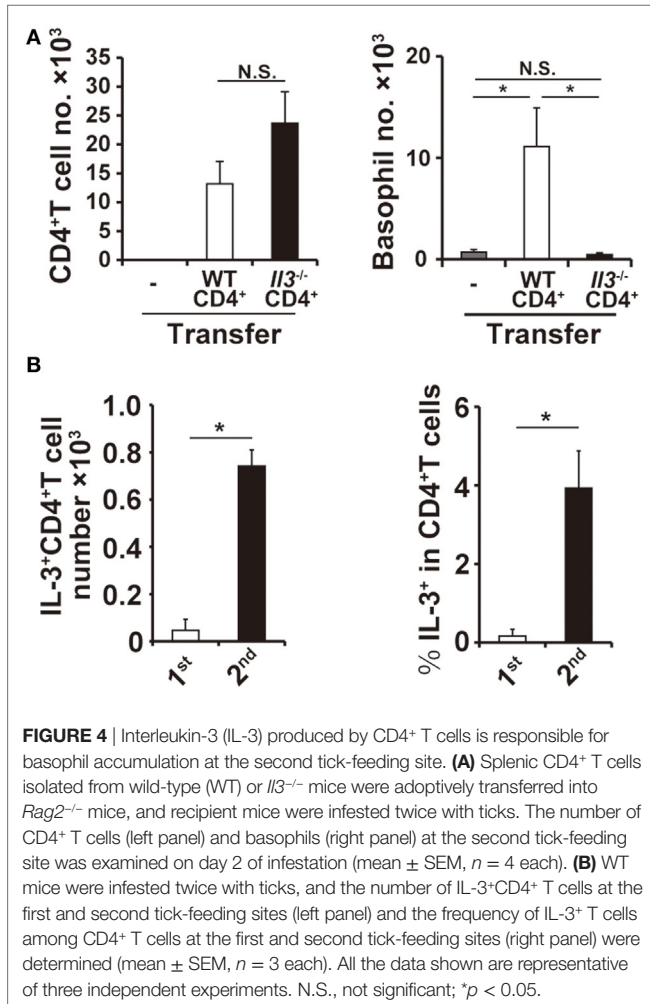 A
CD4⁺T cell no. ×10³
35
30
25
20
15
10
5
0
N.S.
- WT CD4⁺ Il3⁻/⁻ CD4⁺
Transfer
Basophil no. ×10³
20
10
0
N.S.
* *
- WT CD4⁺ Il3⁻/⁻ CD4⁺
Transfer
B
IL-3⁺CD4⁺T cell
number ×10³
1.0
0.8
0.6
0.4
0.2
0
*
1st 2nd
% IL-3⁺ in CD4⁺T cells
6
4
2
0
*
1st 2nd
FIGURE 4 | Interleukin-3 (IL-3) produced by CD4⁺ T cells is responsible for
basophil accumulation at the second tick-feeding site. (A) Splenic CD4⁺ T cells
isolated from wild-type (WT) or Il3⁻/⁻ mice were adoptively transferred into
Rag2⁻/⁻ mice, and recipient mice were infested twice with ticks. The number of
CD4⁺ T cells (left panel) and basophils (right panel) at the second tick-feeding
site was examined on day 2 of infestation (mean ± SEM, n = 4 each). (B) WT
mice were infested twice with ticks, and the number of IL-3⁺CD4⁺ T cells at the
first and second tick-feeding sites (left panel) and the frequency of IL-3⁺ T cells
among CD4⁺ T cells at the first and second tick-feeding sites (right panel) were
determined (mean ± SEM, n = 3 each). All the data shown are representative
of three independent experiments. N.S., not significant; *p < 0.05.